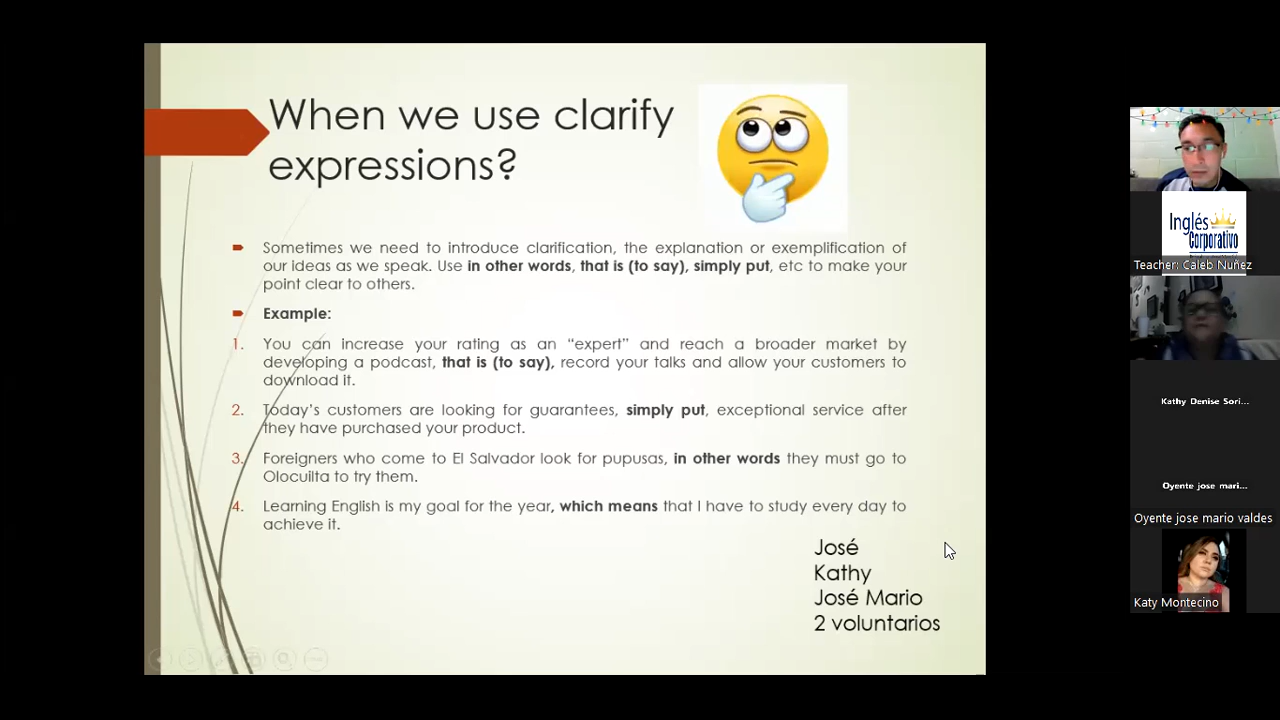 When we use clarify
expressions?
Sometimes we need to introduce clarification, the explanation or exemplification of
our ideas as we speak. Use in other words, that is (to say), simply put, etc to make your
point clear to others.
Example:
1. You can increase your rating as an “expert” and reach a broader market by
developing a podcast, that is (to say), record your talks and allow your customers to
download it.
2. Today’s customers are looking for guarantees, simply put, exceptional service after
they have purchased your product.
3. Foreigners who come to El Salvador look for pupusas, in other words they must go to
Olocuilta to try them.
4. Learning English is my goal for the year, which means that I have to study every day to
achieve it.
José
Kathy
José Mario
2 voluntarios
Inglés
Corporativo
Teacher: Caleb Nuñez
Kathy Denise Sori...
Oyente jose mari...
Oyente jose mario valdes
Katy Montecino